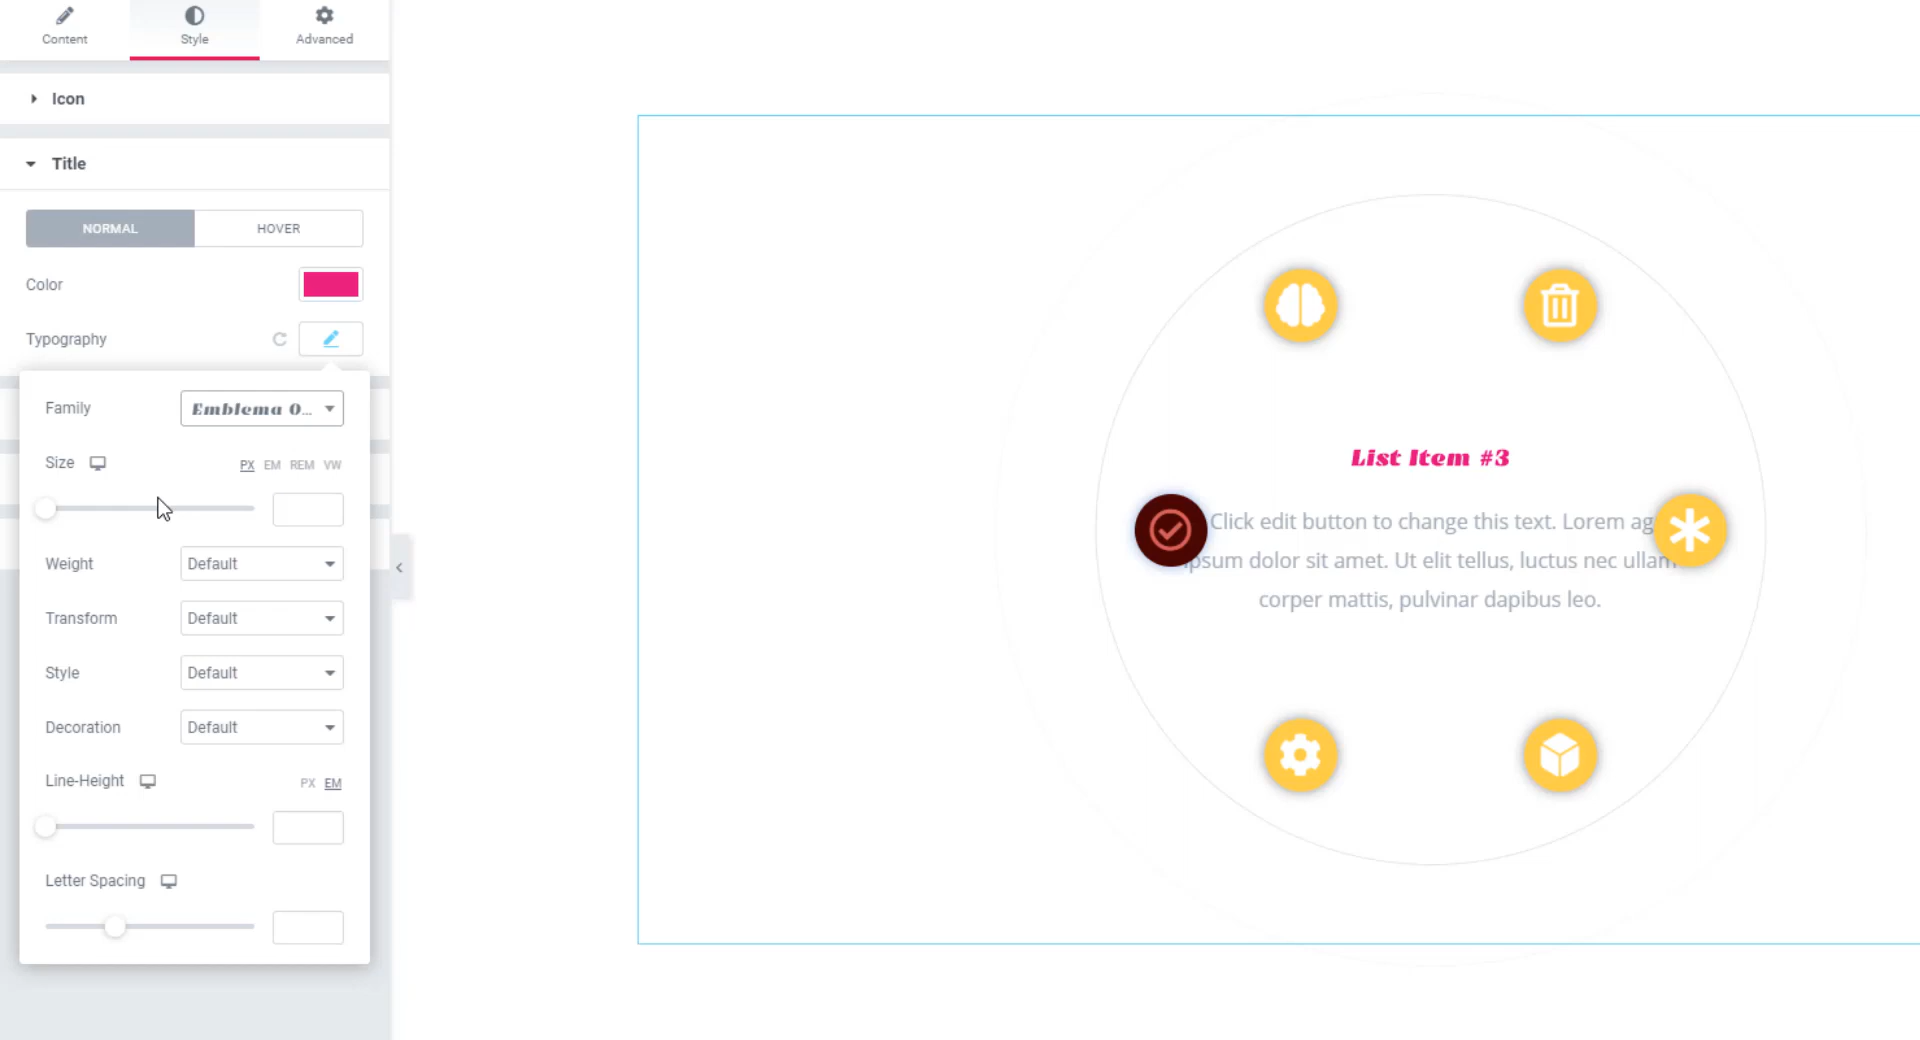 Content
Style
Advanced
Icon
Title
NORMAL
HOVER
Color
Typography
Family
Emblema O...
Size
PX EM REM VW
Weight
Default
Transform
Default
Style
Default
Decoration
Default
Line-Height
PX EM
Letter Spacing
List Item #3
Click edit button to change this text. Lorem ag
psum dolor sit amet. Ut elit tellus, luctus nec ullam
corper mattis, pulvinar dapibus leo.